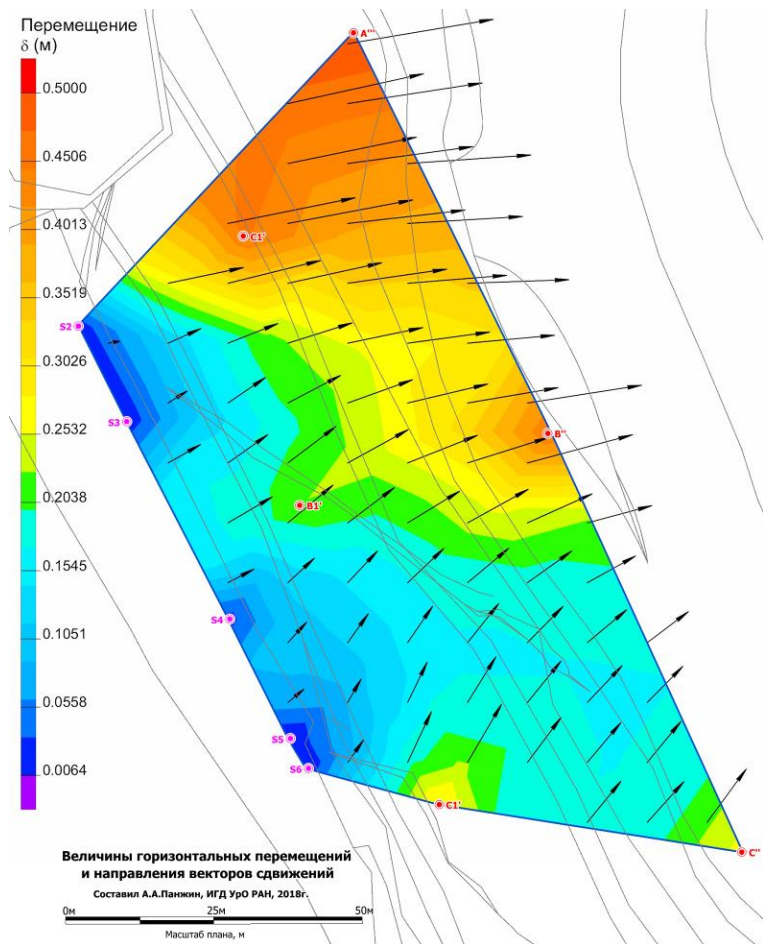 Перемещение
δ (м)
0.5000
0.4506
0.4013
0.3519
0.3026
0.2532
0.2038
0.1545
0.1051
0.0558
0.0064
A'''
C1'
S2
S3
B''
B1'
S4
S5
S6
C1'
C''
Величины горизонтальных перемещений
и направления векторов сдвижений
Составил А.А.Панжин, ИГД УрО РАН, 2018г.
0м 25м 50м
Масштаб плана, м